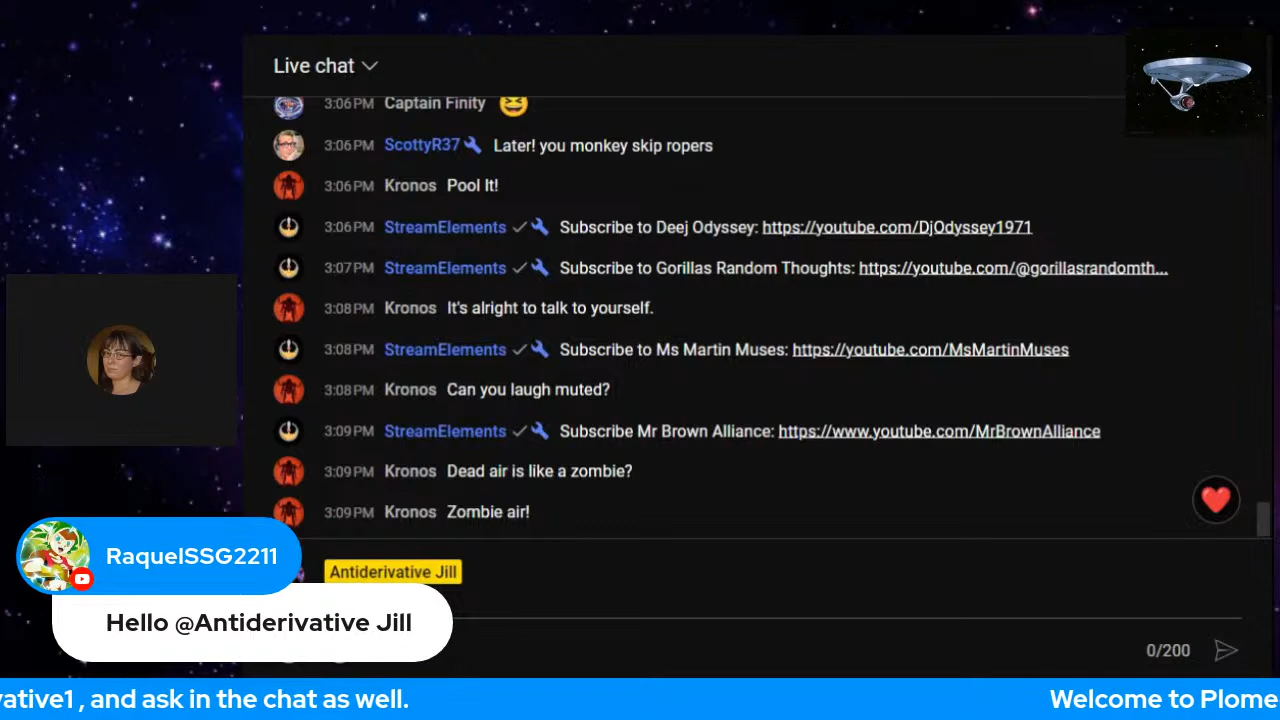 Live chat
3:06 PM Captain Finity
3:06 PM ScottyR37 Later! you monkey skip ropers
3:06 PM Kronos Pool It!
3:06 PM StreamElements Subscribe to Deej Odyssey: https://youtube.com/DjOdyssey1971
3:07 PM StreamElements Subscribe to Gorillas Random Thoughts: https://youtube.com/@gorillasrandomth...
3:08 PM Kronos It's alright to talk to yourself.
3:08 PM StreamElements Subscribe to Ms Martin Muses: https://youtube.com/MsMartinMuses
3:08 PM Kronos Can you laugh muted?
3:09 PM StreamElements Subscribe Mr Brown Alliance: https://www.youtube.com/MrBrownAlliance
3:09 PM Kronos Dead air is like a zombie?
3:09 PM Kronos Zombie air!
RaquelSSG2211
Antiderivative Jill
Hello @Antiderivative Jill
0/200
vative1 , and ask in the chat as well. Welcome to Plome